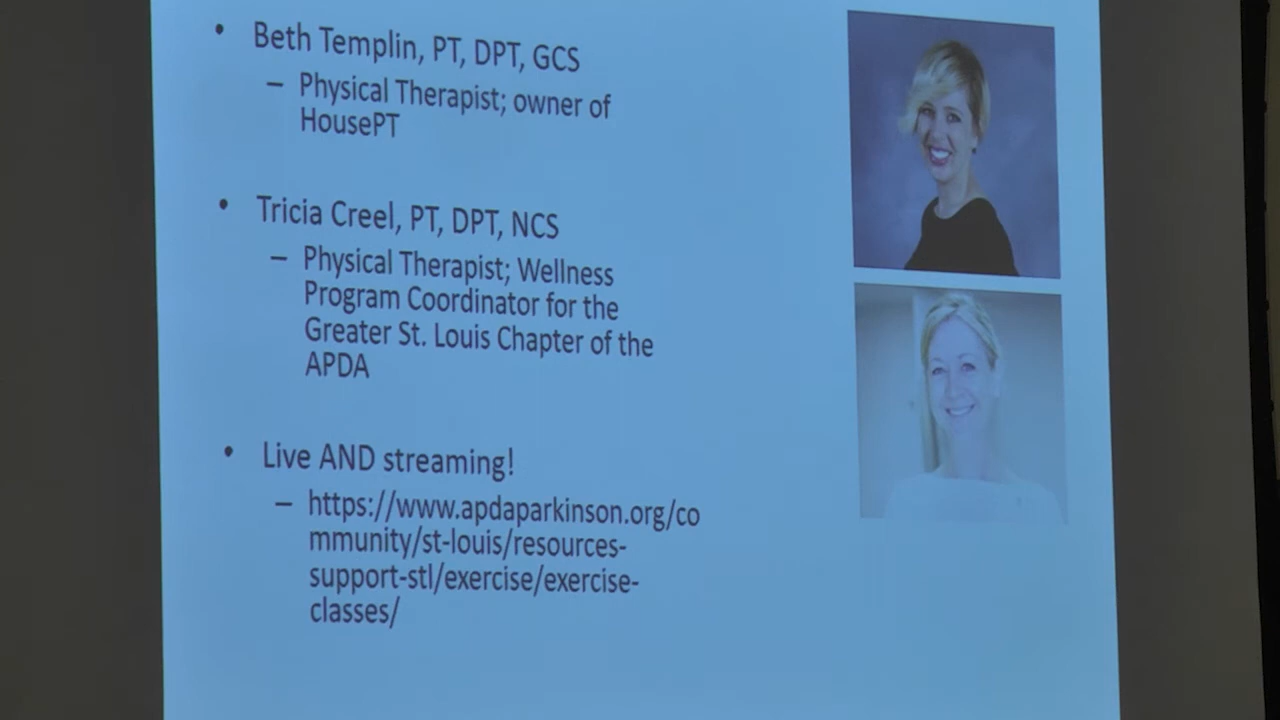 • Beth Templin, PT, DPT, GCS
– Physical Therapist; owner of
HousePT
• Tricia Creel, PT, DPT, NCS
– Physical Therapist; Wellness
Program Coordinator for the
Greater St. Louis Chapter of the
APDA
• Live AND streaming!
– https://www.apdaparkinson.org/co
mmunity/st-louis/resources-
support-stl/exercise/exercise-
classes/